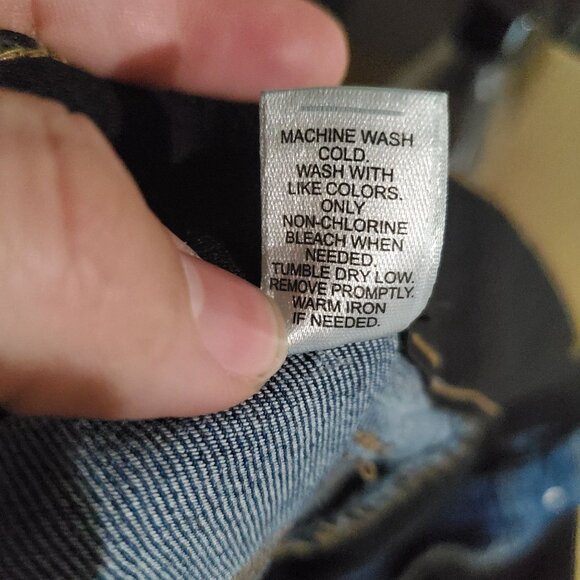 MACHINE WASH
COLD.
WASH WITH
LIKE COLORS.
ONLY
NON-CHLORINE
BLEACH WHEN
NEEDED.
TUMBLE DRY LOW.
REMOVE PROMPTLY.
WARM IRON
IF NEEDED.